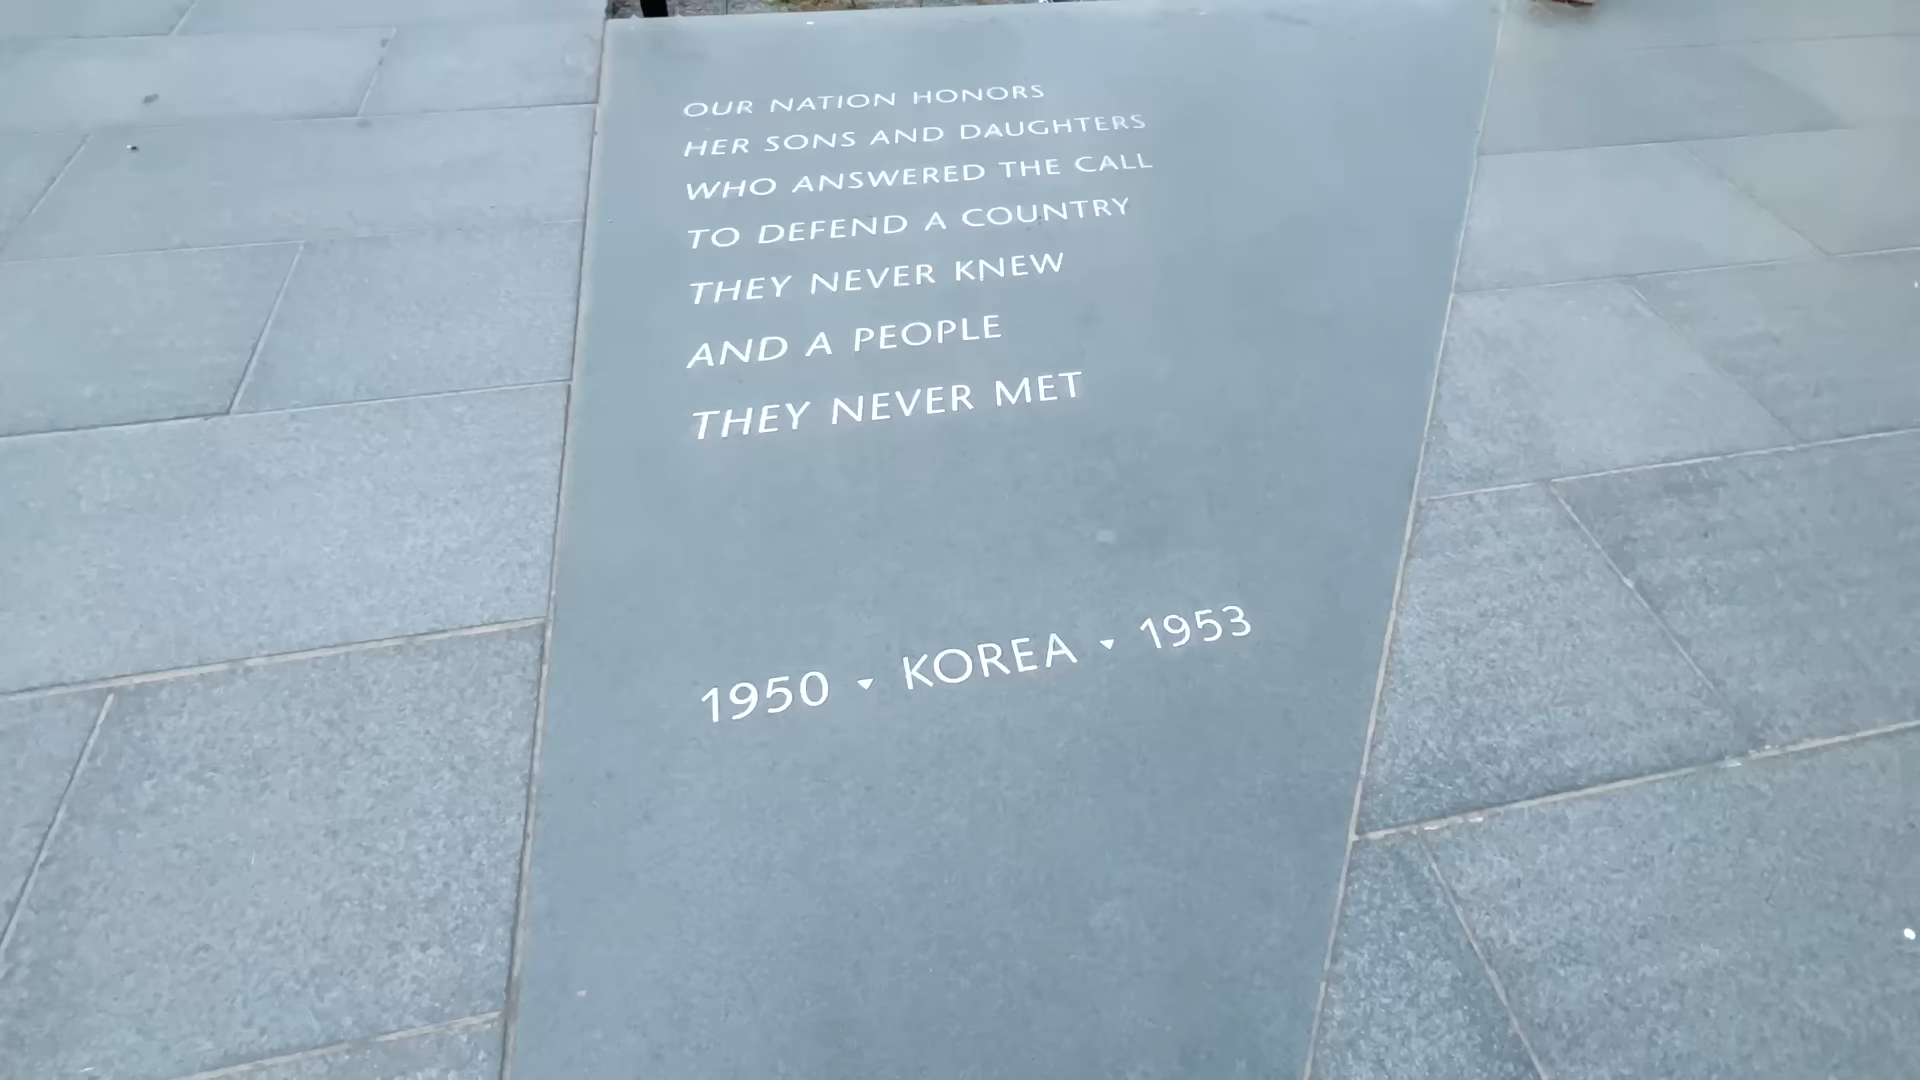 OUR NATION HONORS
HER SONS AND DAUGHTERS
WHO ANSWERED THE CALL
TO DEFEND A COUNTRY
THEY NEVER KNEW
AND A PEOPLE
THEY NEVER MET
1950 ▾ KOREA ▾ 1953